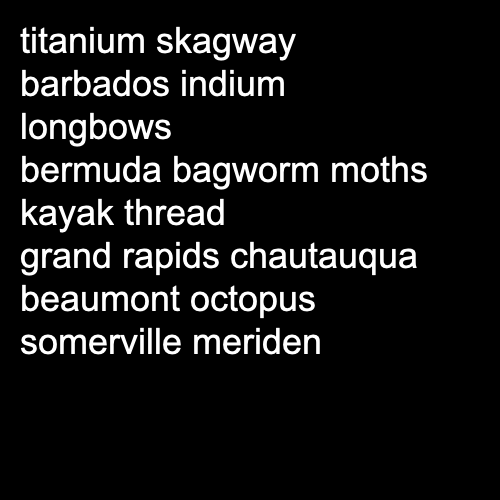 titanium skagway
barbados indium
longbows
bermuda bagworm moths
kayak thread
grand rapids chautauqua
beaumont octopus
somerville meriden